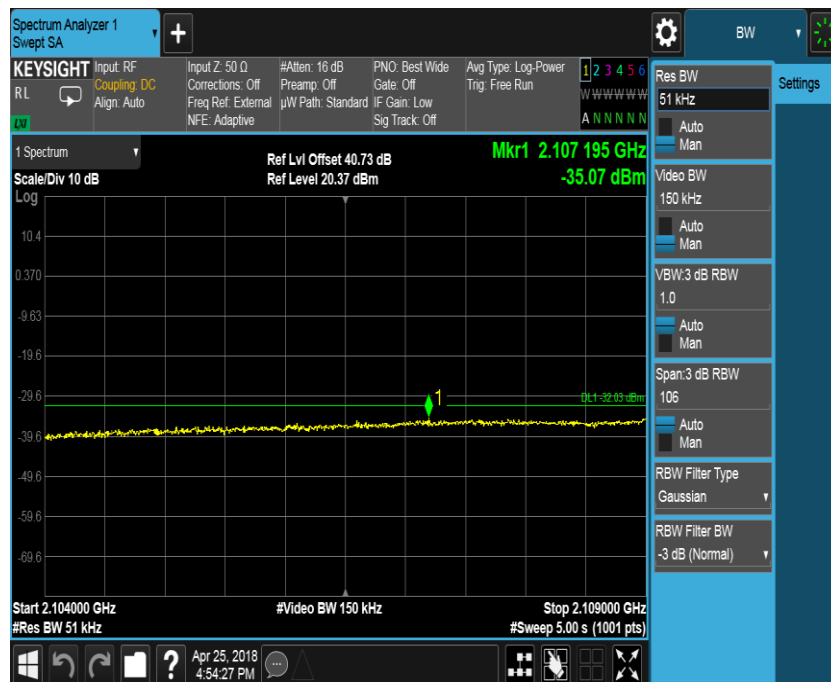 Spectrum Analyzer 1
Swept SA
+
BW
KEYSIGHT
RL
LXI
Input: RF
Coupling: DC
Align: Auto
Input Z: 50 Ω
Corrections: Off
Freq Ref: External
NFE: Adaptive
#Atten: 16 dB
Preamp: Off
µW Path: Standard
PNO: Best Wide
Gate: Off
IF Gain: Low
Sig Track: Off
Avg Type: Log-Power
Trig: Free Run
1 2 3 4 5 6
W W W W W W
A N N N N N
1 Spectrum
Scale/Div 10 dB
Ref Lvl Offset 40.73 dB
Ref Level 20.37 dBm
Mkr1 2.107 195 GHz
-35.07 dBm
Log
10.4
0.370
-9.63
-19.6
-29.6
-39.6
-49.6
-59.6
-69.6
1
DL1 -32.03 dBm
Start 2.104000 GHz
#Res BW 51 kHz
#Video BW 150 kHz
Stop 2.109000 GHz
#Sweep 5.00 s (1001 pts)
Res BW
51 kHz
Auto
Man
Video BW
150 kHz
Auto
Man
VBW:3 dB RBW
1.0
Auto
Man
Span:3 dB RBW
106
Auto
Man
RBW Filter Type
Gaussian
RBW Filter BW
-3 dB (Normal)
Settings
?
Apr 25, 2018
4:54:27 PM